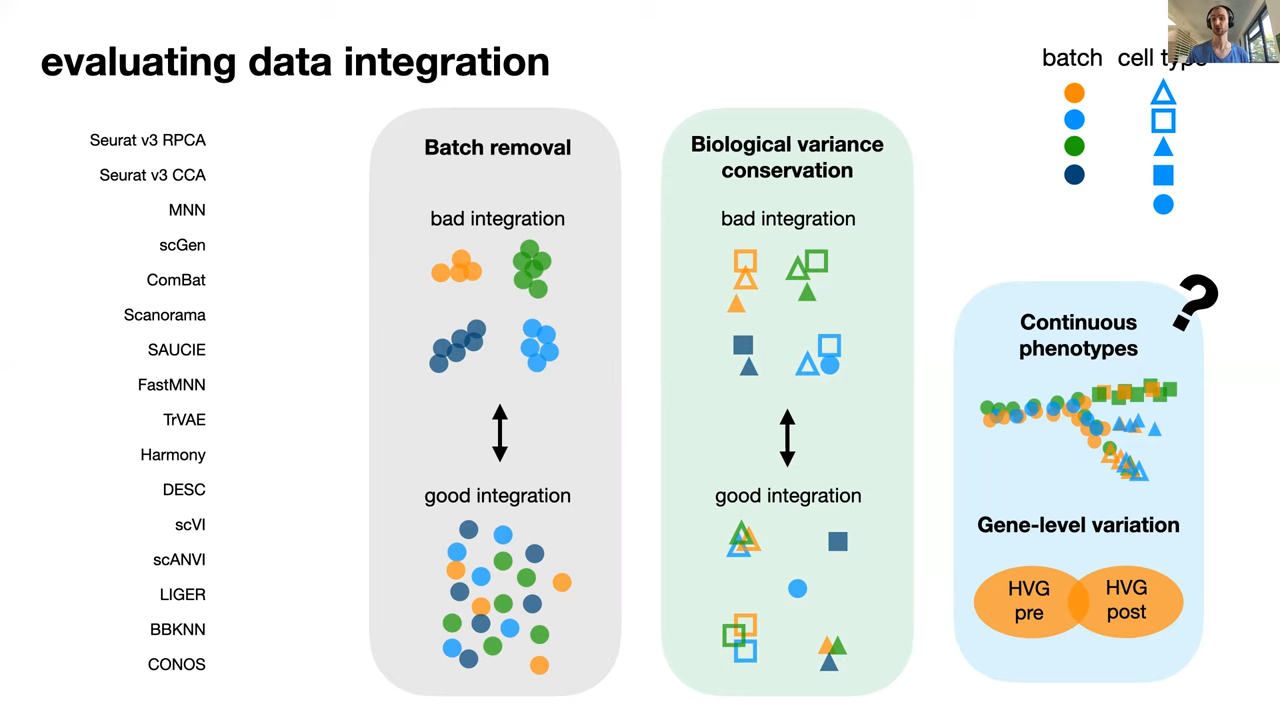 evaluating data integration
batch
cell type
Seurat v3 RPCA
Seurat v3 CCA
MNN
scGen
ComBat
Scanorama
SAUCIE
FastMNN
TrVAE
Harmony
DESC
scVI
scANVI
LIGER
BBKNN
CONOS
Batch removal
bad integration
good integration
Biological variance
conservation
bad integration
good integration
?
Continuous
phenotypes
Gene-level variation
HVG
pre
HVG
post